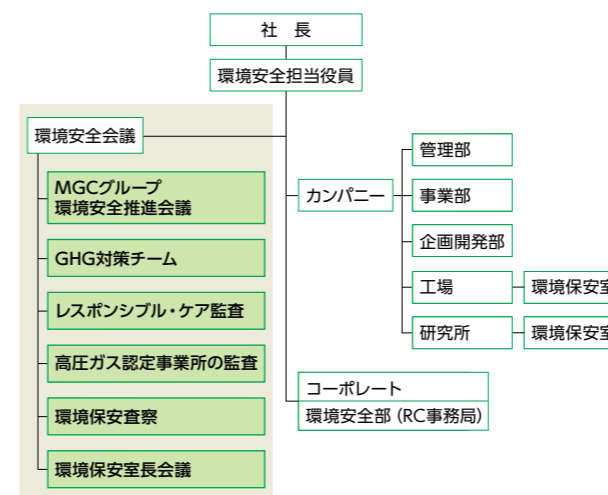 社 長
環境安全担当役員
環境安全会議
MGCグループ
環境安全推進会議
GHG対策チーム
レスポンシブル・ケア監査
高圧ガス認定事業所の監査
環境保安査察
環境保安室長会議
カンパニー
管理部
事業部
企画開発部
工場
環境保安室
研究所
環境保安室
コーポレート
環境安全部（RC事務局）